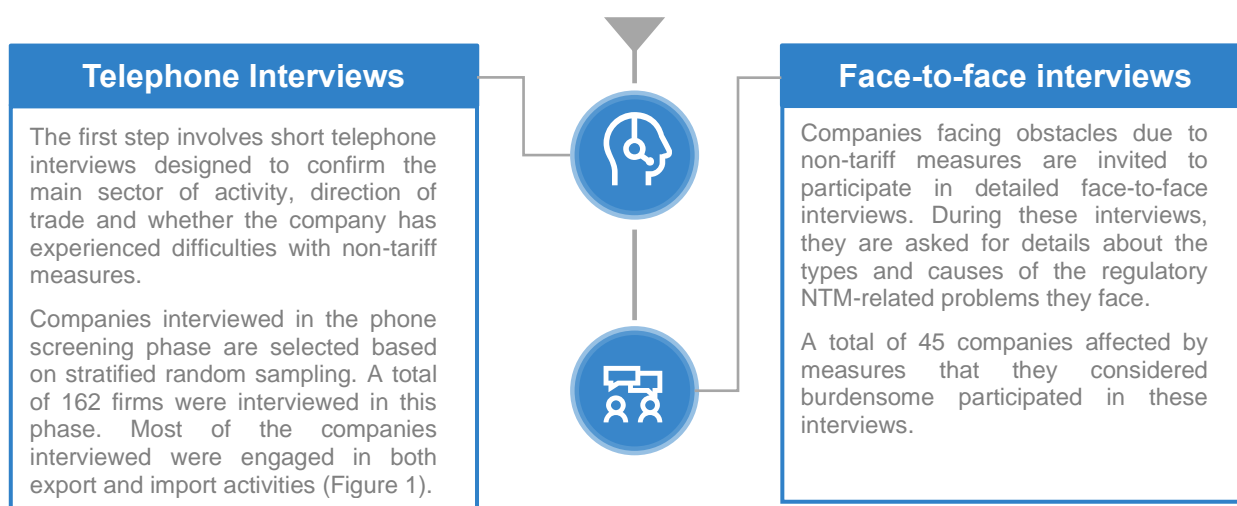 Telephone Interviews
The first step involves short telephone
interviews designed to confirm the
main sector of activity, direction of
trade and whether the company has
experienced difficulties with non-tariff
measures.
Companies interviewed in the phone
screening phase are selected based
on stratified random sampling. A total
of 162 firms were interviewed in this
phase. Most of the companies
interviewed were engaged in both
export and import activities (Figure 1).
Face-to-face interviews
Companies facing obstacles due to
non-tariff measures are invited to
participate in detailed face-to-face
interviews. During these interviews,
they are asked for details about the
types and causes of the regulatory
NTM-related problems they face.
A total of 45 companies affected by
measures that they considered
burdensome participated in these
interviews.